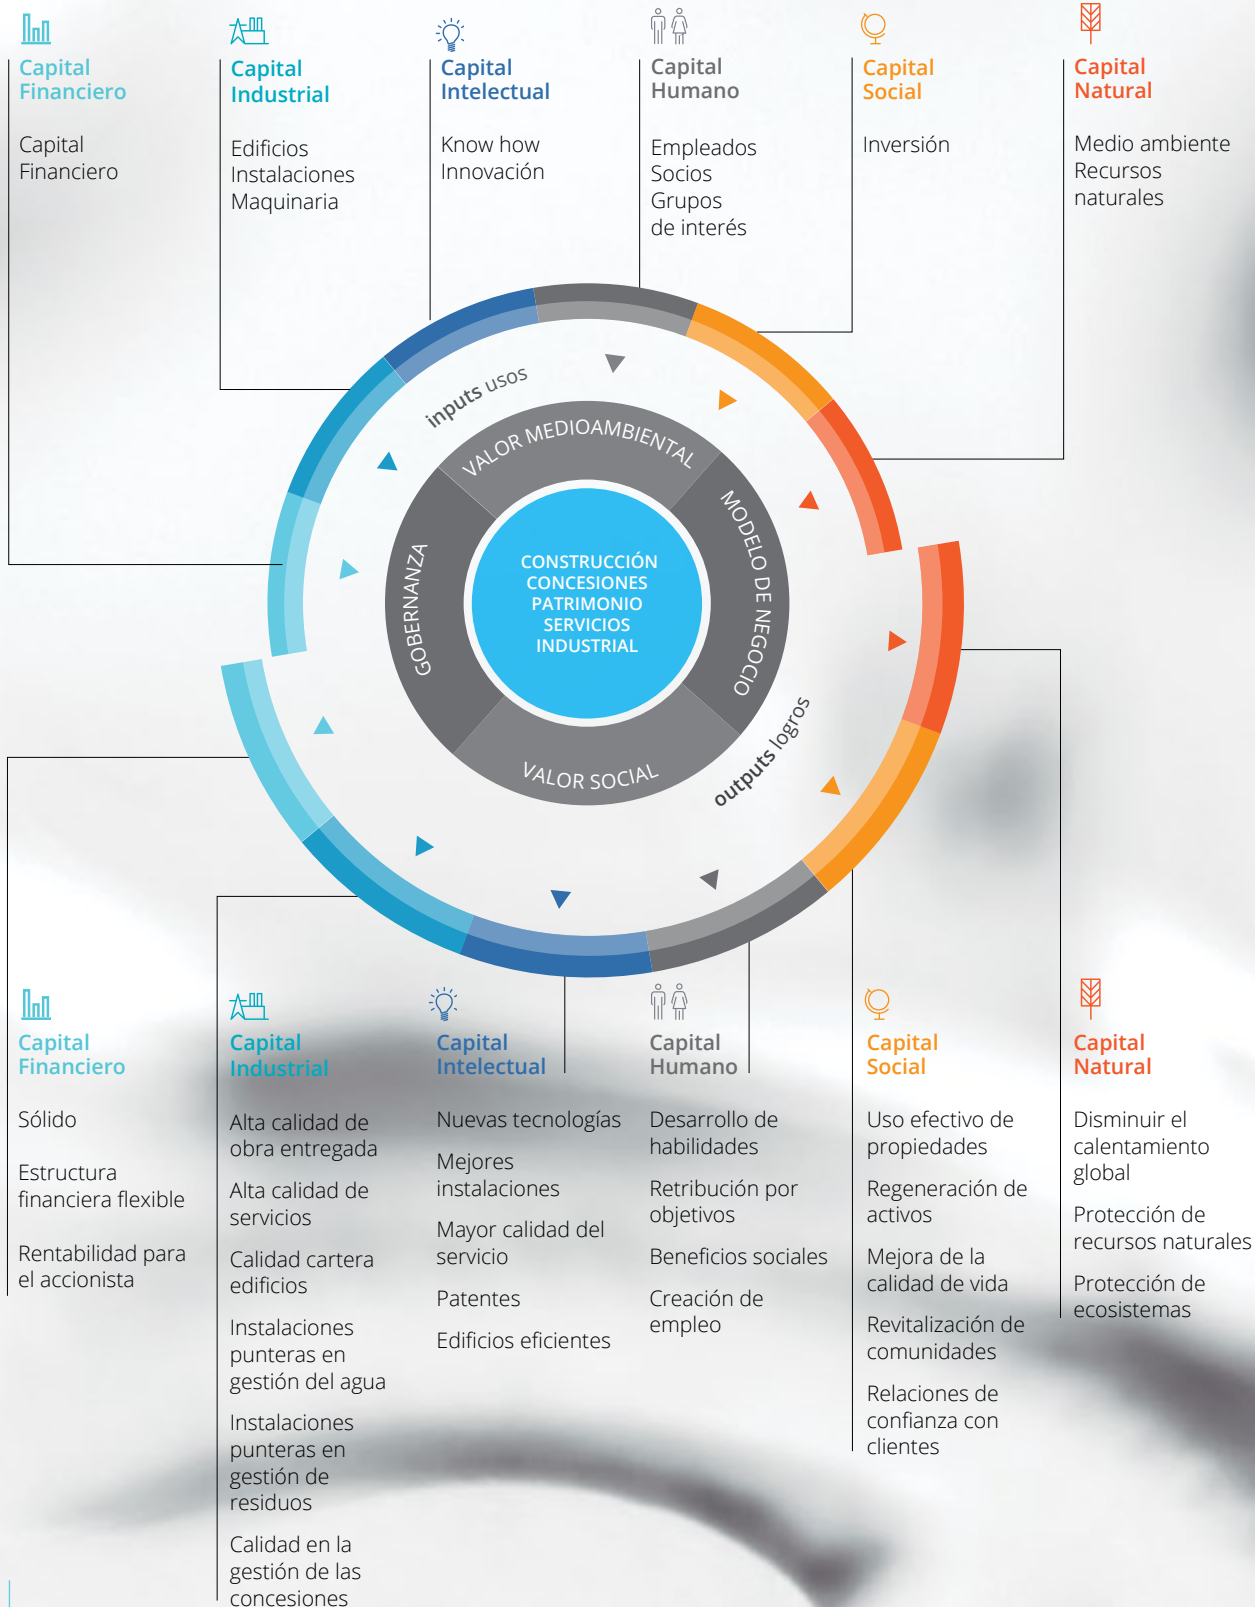 Capital
Financiero
Capital
Financiero
Capital
Industrial
Edificios
Instalaciones
Maquinaria
Capital
Intelectual
Know how
Innovación
Capital
Humano
Empleados
Socios
Grupos
de interés
Capital
Social
Inversión
Capital
Natural
Medio ambiente
Recursos
naturales
inputs usos
VALOR MEDIOAMBIENTAL
MODELO DE NEGOCIO
GOBERNANZA
VALOR SOCIAL
CONSTRUCCIÓN
CONCESIONES
PATRIMONIO
SERVICIOS
INDUSTRIAL
outputs logros
Capital
Financiero
Sólido
Estructura
financiera flexible
Rentabilidad para
el accionista
Capital
Industrial
Alta calidad de
obra entregada
Alta calidad de
servicios
Calidad cartera
edificios
Instalaciones
punteras en
gestión del agua
Instalaciones
punteras en
gestión de
residuos
Calidad en la
gestión de las
concesiones
Capital
Intelectual
Nuevas tecnologías
Mejores
instalaciones
Mayor calidad del
servicio
Patentes
Edificios eficientes
Capital
Humano
Desarrollo de
habilidades
Retribución por
objetivos
Beneficios sociales
Creación de
empleo
Capital
Social
Uso efectivo de
propiedades
Regeneración de
activos
Mejora de la
calidad de vida
Revitalización de
comunidades
Relaciones de
confianza con
clientes
Capital
Natural
Disminuir el
calentamiento
global
Protección de
recursos naturales
Protección de
ecosistemas